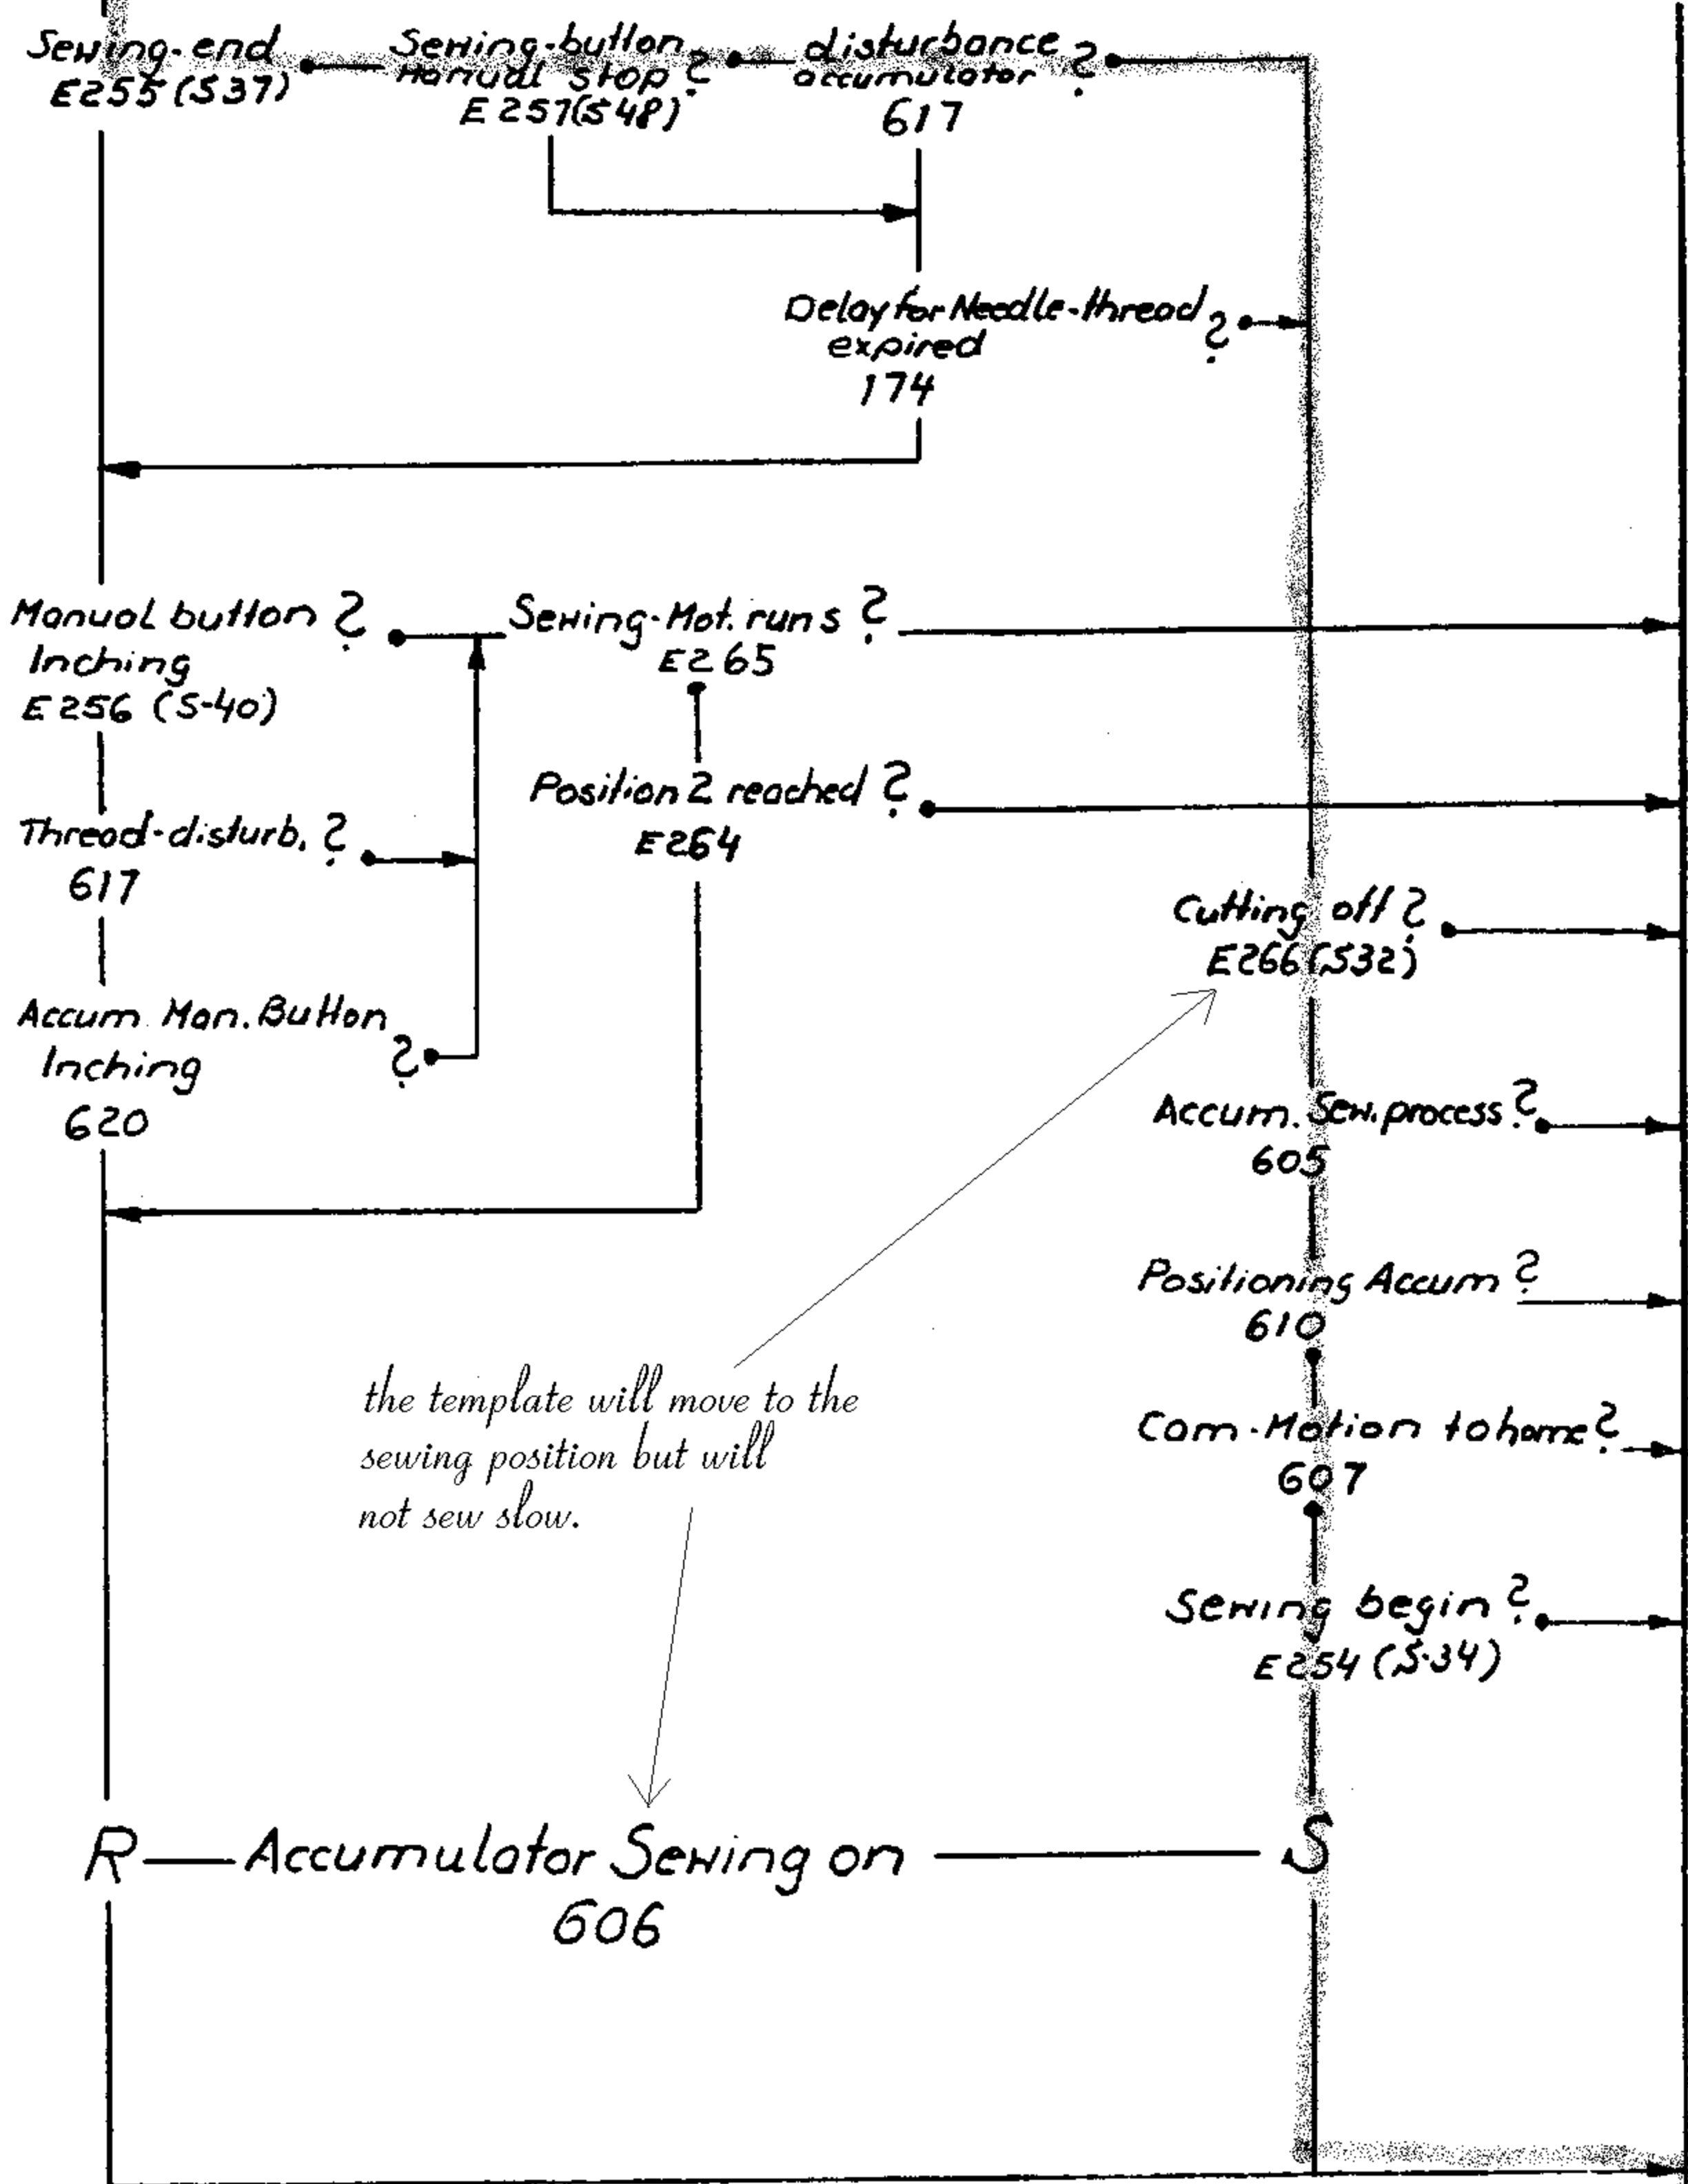 Sewing-end
E255 (S37)
Sewing-button
Manual stop ?
E257(S48)
disturbance ?
accumulator
617
Delay for Needle-thread ?
expired
174
Manual button ?
Inching
E256 (S-40)
Sewing-Mot. runs ?
E265
Position 2 reached ?
E264
Thread-disturb. ?
617
Cutting off ?
E266 (S32)
Accum. Man. Button
Inching ?
620
Accum. Sew. process ?
605
Positioning Accum ?
610
the template will move to the
sewing position but will
not sew slow.
Cam-Motion to home ?
607
Sewing begin ?
E254 (S-34)
R — Accumulator Sewing on — S
606